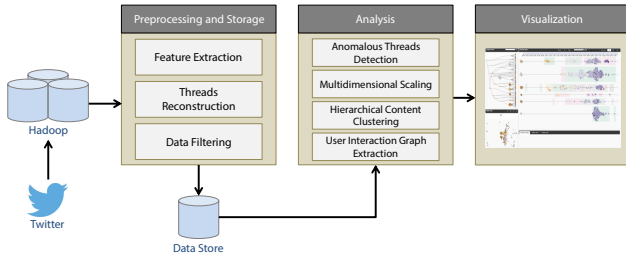 Preprocessing and Storage
Analysis
Visualization
Feature Extraction
Threads
Reconstruction
Data Filtering
Anomalous Threads
Detection
Multidimensional Scaling
Hierarchical Content
Clustering
User Interaction Graph
Extraction
Hadoop
Twitter
Data Store